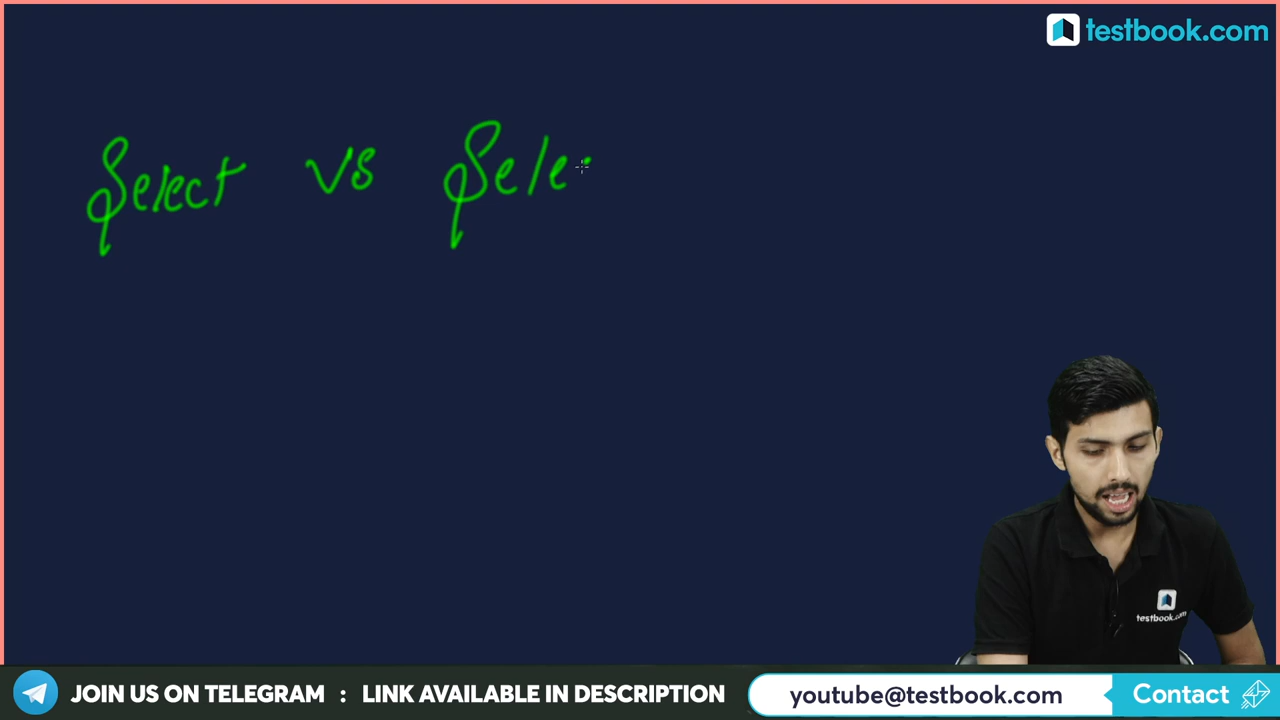 testbook.com
Select vs Sele
testbook.com
JOIN US ON TELEGRAM : LINK AVAILABLE IN DESCRIPTION
youtube@testbook.com
Contact